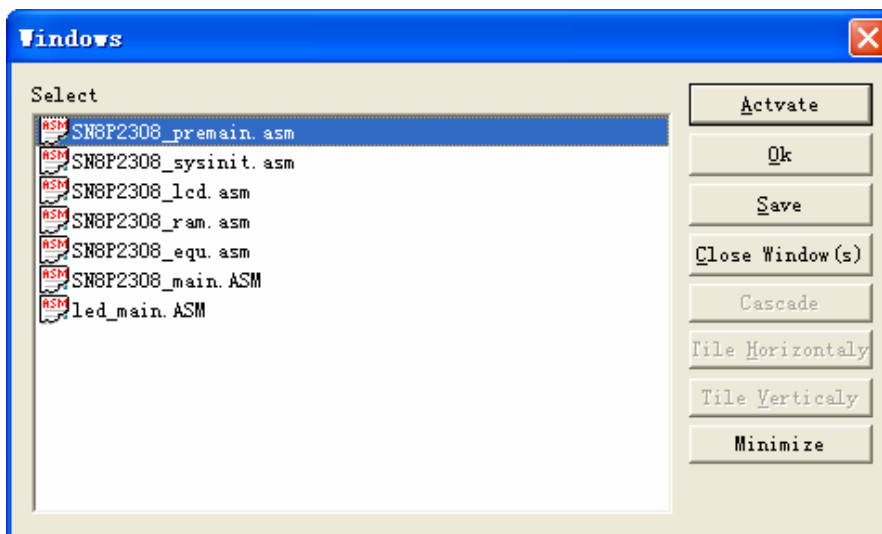 Windows
Select
SN8P2308_premain.asm
SN8P2308_sysinit.asm
SN8P2308_lcd.asm
SN8P2308_ram.asm
SN8P2308_equ.asm
SN8P2308_main.ASM
led_main.ASM
Actvate
Ok
Save
Close Window(s)
Cascade
Tile Horizontaly
Tile Verticaly
Minimize